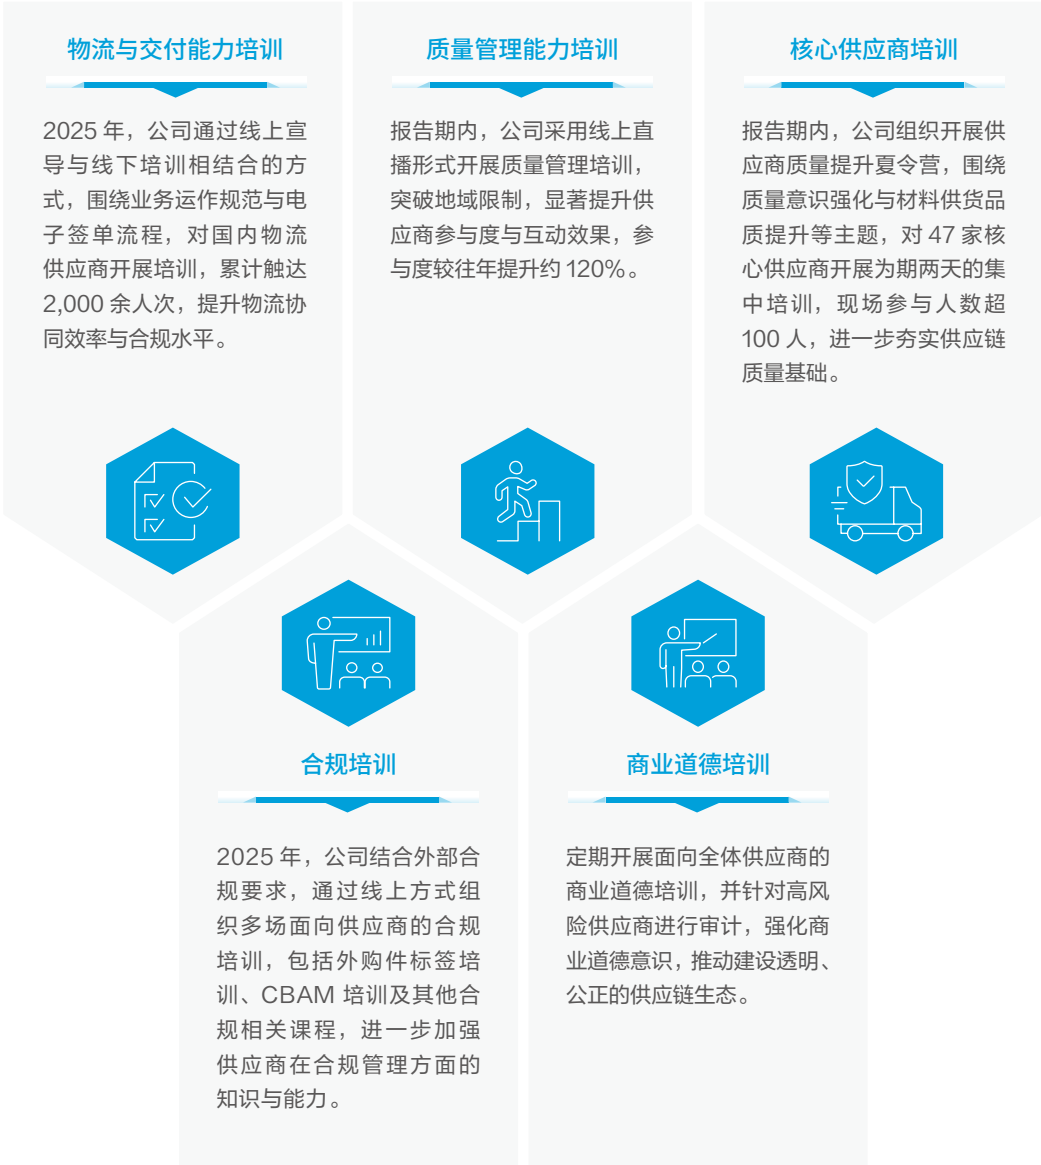 物流与交付能力培训
2025 年，公司通过线上宣
导与线下培训相结合的方
式，围绕业务运作规范与电
子签单流程，对国内物流
供应商开展培训，累计触达
2,000 余人次，提升物流协
同效率与合规水平。
质量管理能力培训
报告期内，公司采用线上直
播形式开展质量管理培训，
突破地域限制，显著提升供
应商参与度与互动效果，参
与度较往年提升约 120%。
核心供应商培训
报告期内，公司组织开展供
应商质量提升夏令营，围绕
质量意识强化与材料供货品
质提升等主题，对 47 家核
心供应商开展为期两天的集
中培训，现场参与人数超
100 人，进一步夯实供应链
质量基础。
合规培训
2025 年，公司结合外部合
规要求，通过线上方式组
织多场面向供应商的合规
培训，包括外购件标签培
训、CBAM 培训及其他合
规相关课程，进一步加强
供应商在合规管理方面的
知识与能力。
商业道德培训
定期开展面向全体供应商的
商业道德培训，并针对高风
险供应商进行审计，强化商
业道德意识，推动建设透明、
公正的供应链生态。